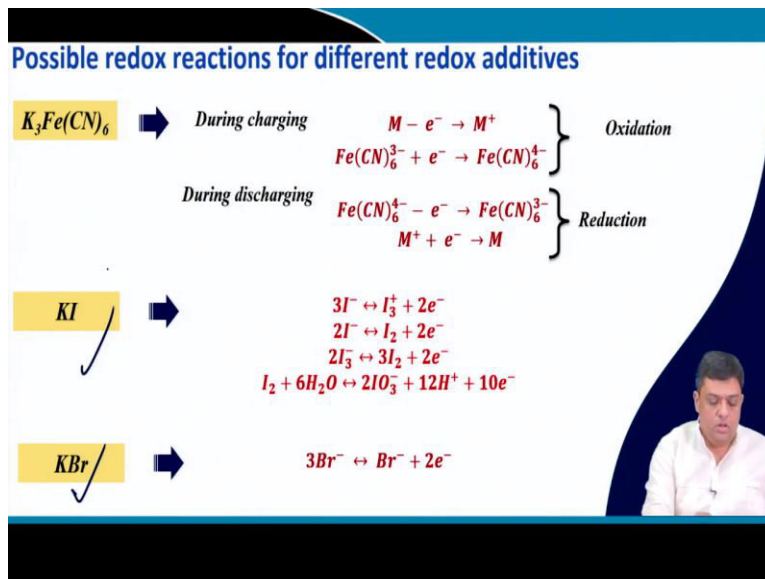 Possible redox reactions for different redox additives
K₃Fe(CN)₆ During charging M − e⁻ → M⁺ Oxidation
Fe(CN)₆³⁻ + e⁻ → Fe(CN)₆⁴⁻
During discharging Fe(CN)₆⁴⁻ − e⁻ → Fe(CN)₆³⁻ Reduction
M⁺ + e⁻ → M
KI 3I⁻ ↔ I₃⁺ + 2e⁻
2I⁻ ↔ I₂ + 2e⁻
2I₃⁻ ↔ 3I₂ + 2e⁻
I₂ + 6H₂O ↔ 2IO₃⁻ + 12H⁺ + 10e⁻
KBr 3Br⁻ ↔ Br⁻ + 2e⁻